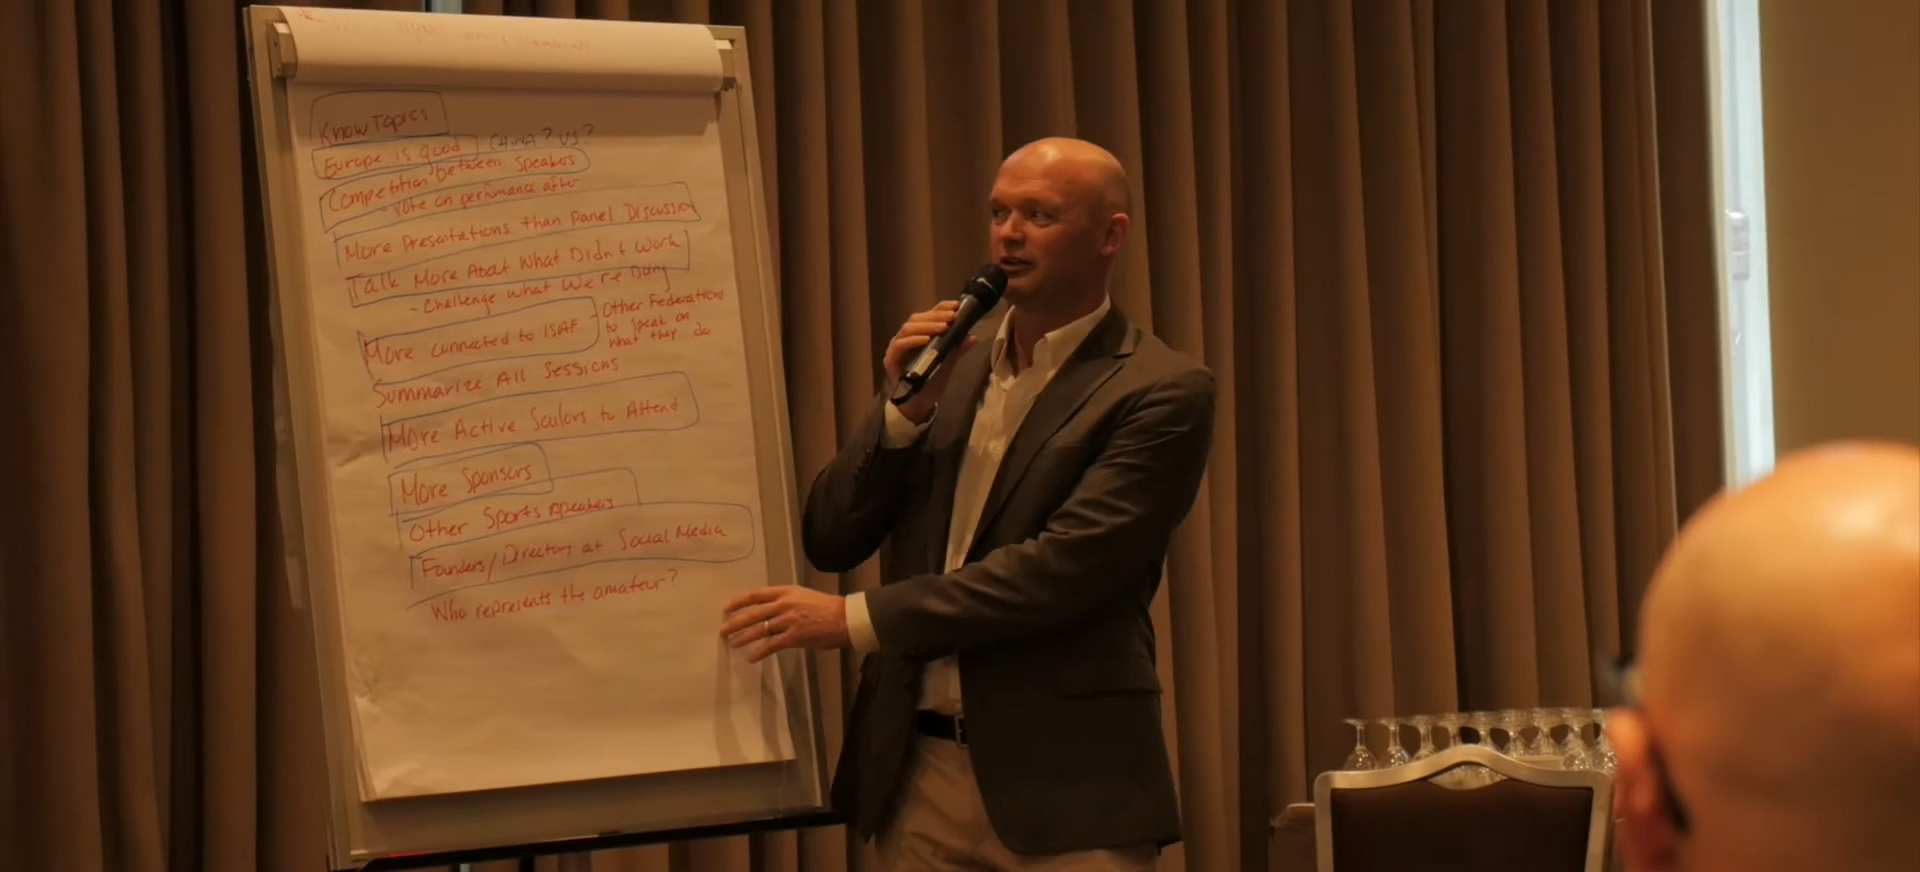 Know Topics
Europe is good CHINA? US?
Competition between speakers
- Vote on performance after
More Presentations than Panel Discussion
Talk More About What Didn't Work
- Challenge what We're Doing
More connected to ISAF - Other Federations
to speak on
what they do
Summarize All Sessions
More Active Sailors to Attend
More Sponsors
Other Sports speakers
Founders/Directors at Social Media
Who represents the amateur?